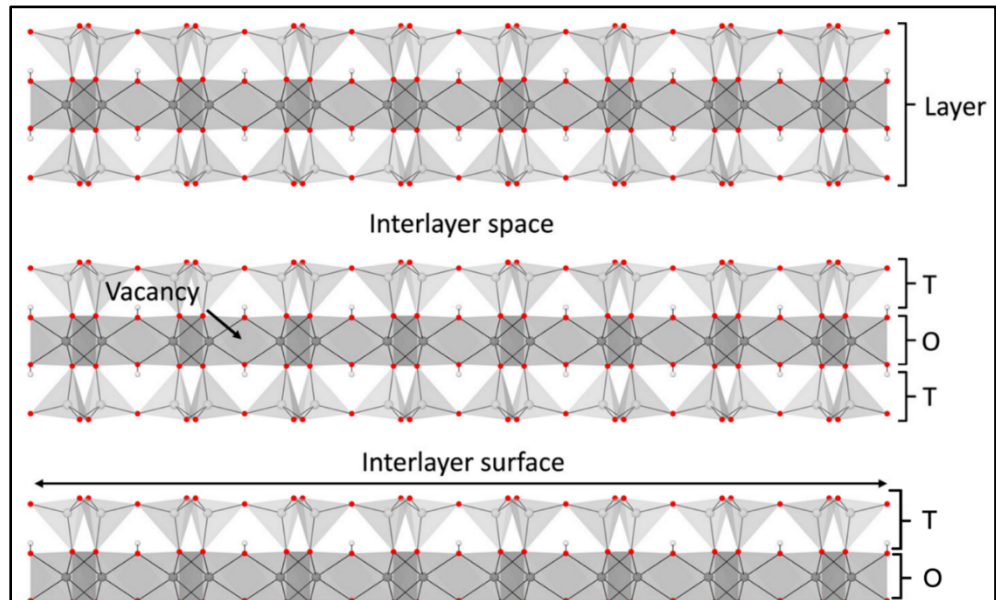 Layer
Interlayer space
T
Vacancy
O
T
Interlayer surface
T
O